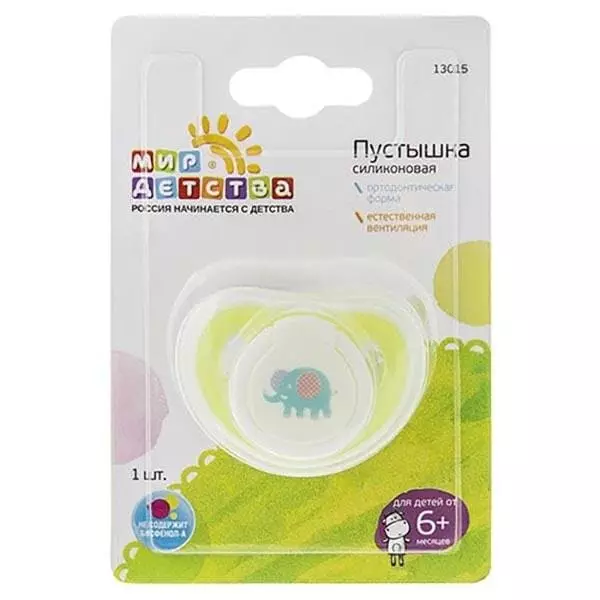 13015
МИР®
ДЕТСТВА
РОССИЯ НАЧИНАЕТСЯ С ДЕТСТВА
Пустышка
силиконовая
ортодонтическая
форма
естественная
вентиляция
1 шт.
НЕ СОДЕРЖИТ
БИСФЕНОЛ-А
для детей от
6+
месяцев